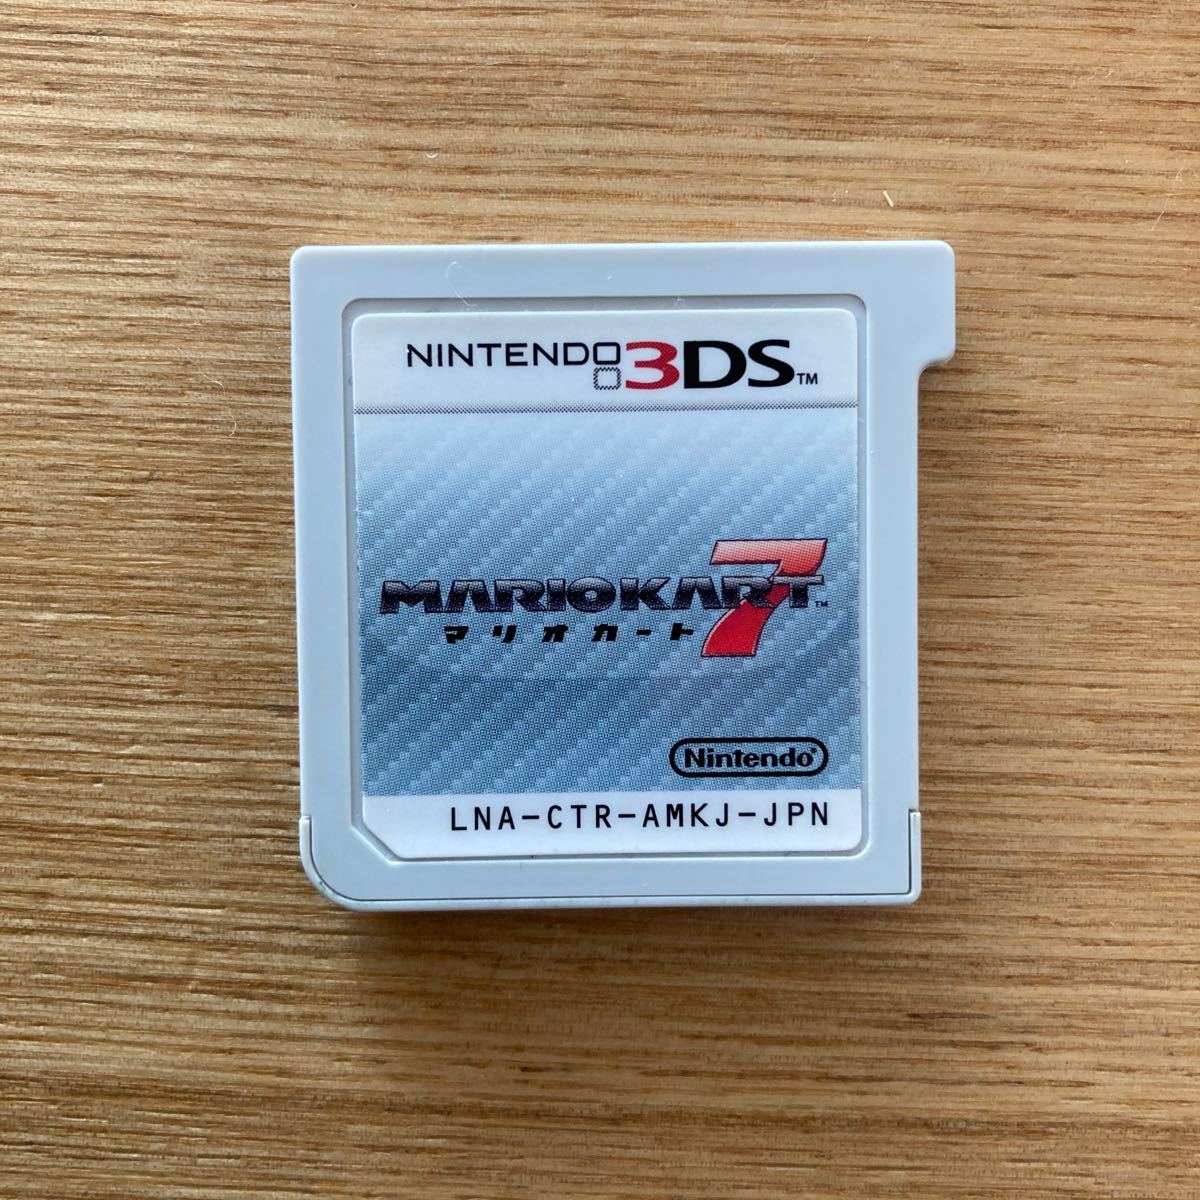 NINTENDO 3DS™
MARIOKART 7™
マリオカート
Nintendo®
LNA-CTR-AMKJ-JPN